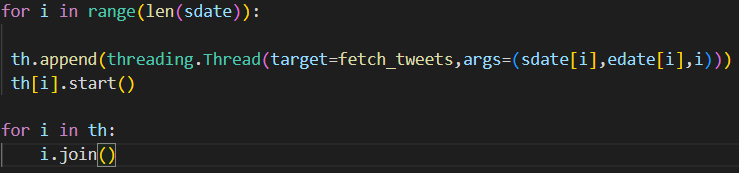 for i in range(len(sdate)):
th.append(threading.Thread(target=fetch_tweets,args=(sdate[i],edate[i],i)))
th[i].start()
for i in th:
i.join()